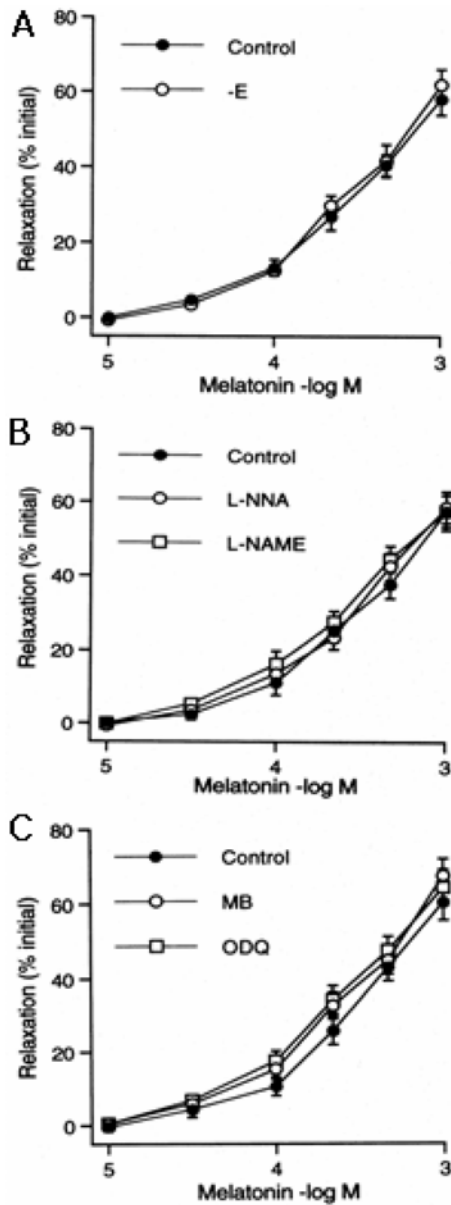 A
80
Control
60
-E
40
20
0
5 4 3
Relaxation (% initial)
Melatonin -log M
B
80
Control
60
L-NNA
L-NAME
40
20
0
5 4 3
Relaxation (% initial)
Melatonin -log M
C
80
Control
60
MB
ODQ
40
20
0
5 4 3
Relaxation (% initial)
Melatonin -log M